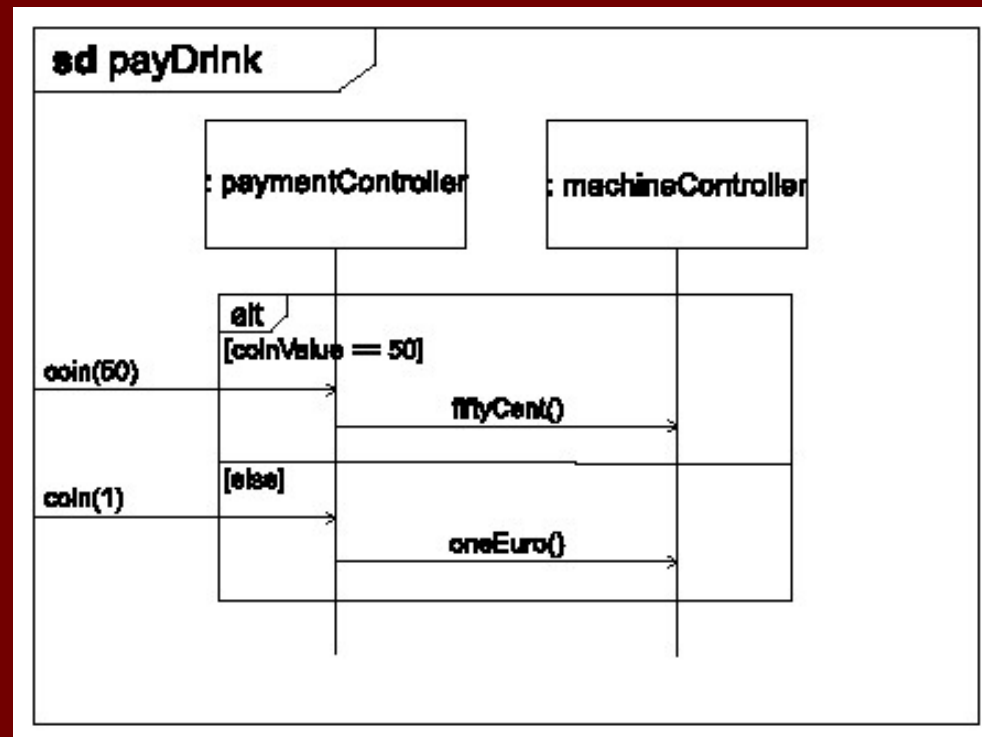 sd payDrink
: paymentController
: machineController
alt
[coinValue == 50]
coin(50)
fiftyCent()
[else]
coin(1)
oneEuro()